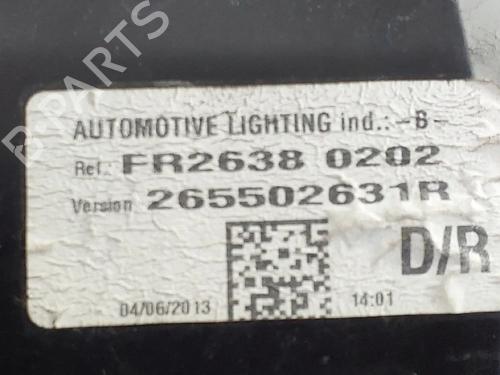 B-PARTS
AUTOMOTIVE LIGHTING ind.: -B-
Ref.: FR2638 0202
Version 265502631R
D/R
04/06/2013 14:01